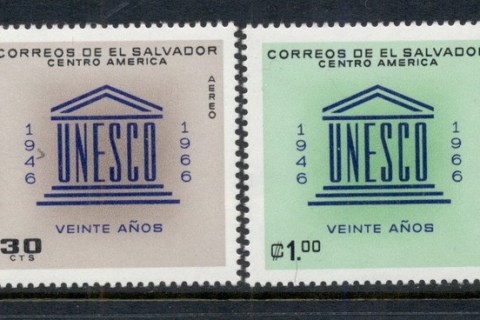 CORREOS DE EL SALVADOR
CENTRO AMERICA
AEREO
1946
UNESCO
1966
VEINTE AÑOS
30
CTS
CORREOS DE EL SALVADOR
CENTRO AMERICA
1946
UNESCO
1966
VEINTE AÑOS
₡1.00